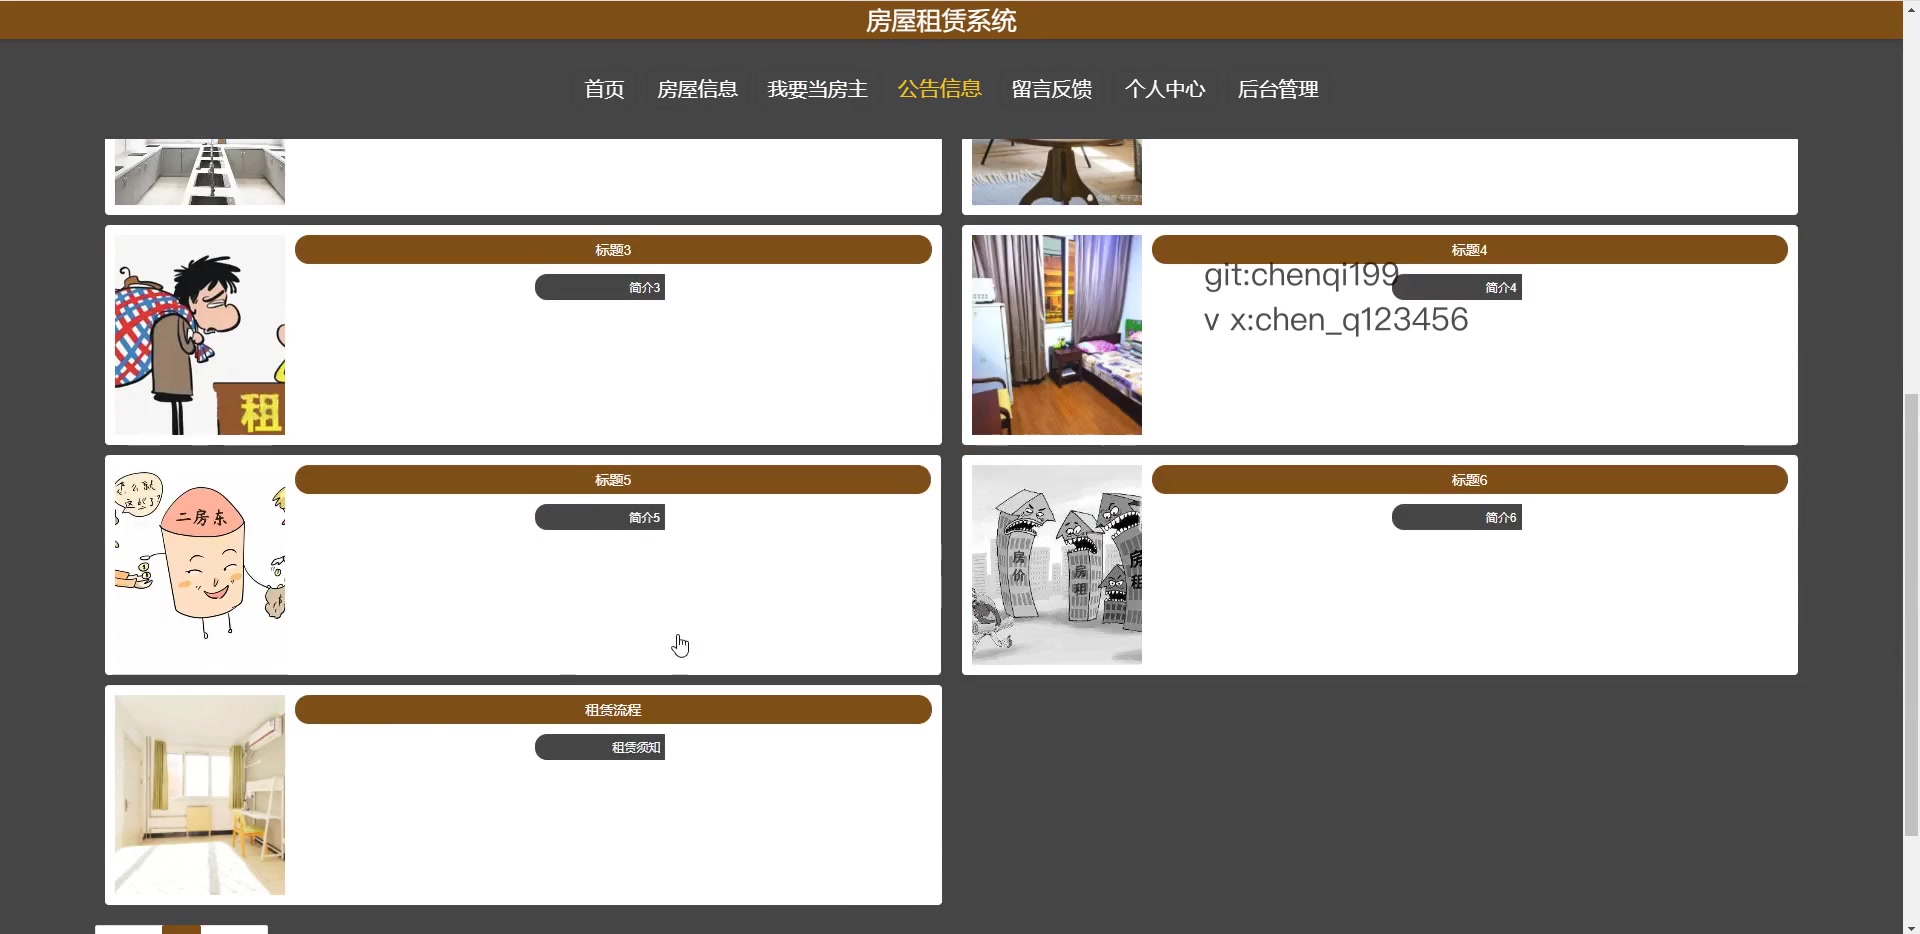 房屋租赁系统
首页 房屋信息 我要当房主 公告信息 留言反馈 个人中心 后台管理
标题3
简介3
租
标题4
简介4
git:chenqi199
v x:chen_q123456
标题5
简介5
二房东
标题6
简介6
房价
房租
房租
租赁流程
租赁须知